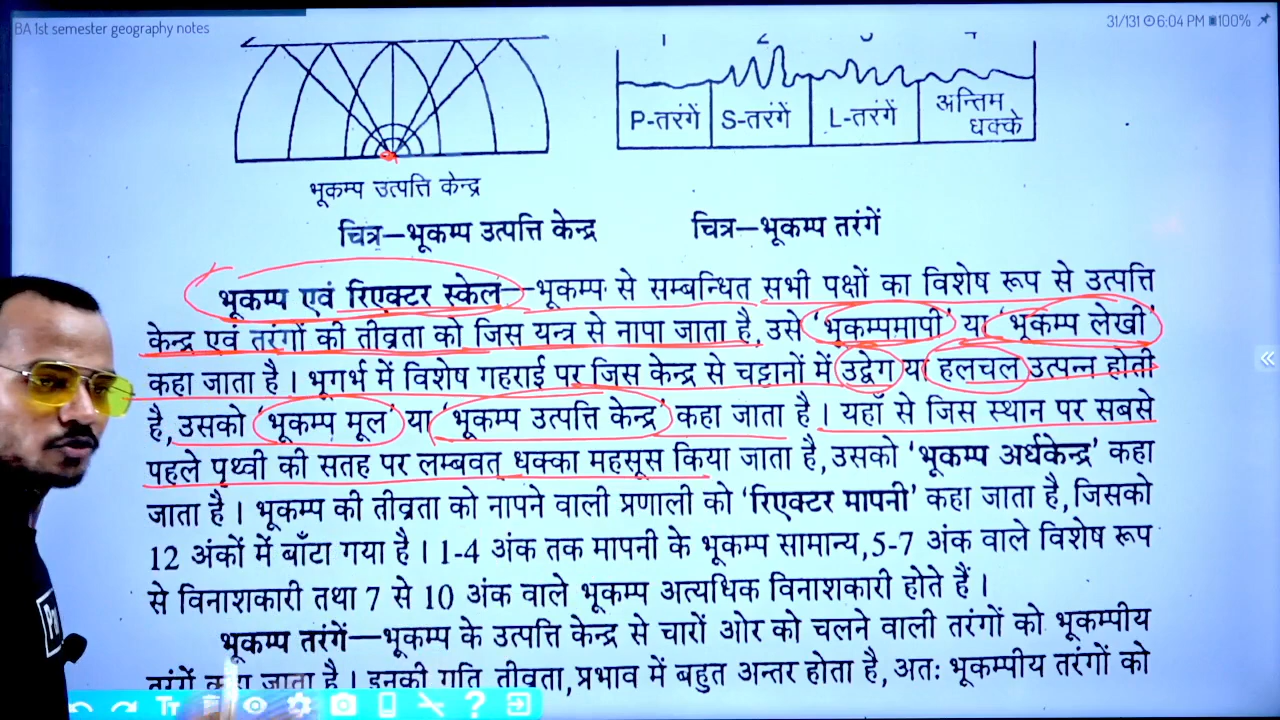 BA 1st semester geography notes
31/131 6:04 PM 100%
P-तरंगें S-तरंगें L-तरंगें अन्तिम धक्के
भूकम्प उत्पत्ति केन्द्र
चित्र–भूकम्प उत्पत्ति केन्द्र चित्र–भूकम्प तरंगें
भूकम्प एवं रिएक्टर स्केल—भूकम्प से सम्बन्धित सभी पक्षों का विशेष रूप से उत्पत्ति
केन्द्र एवं तरंगों की तीव्रता को जिस यन्त्र से नापा जाता है, उसे 'भूकम्पमापी' या 'भूकम्प लेखी'
कहा जाता है। भूगर्भ में विशेष गहराई पर जिस केन्द्र से चट्टानों में उद्वेग या हलचल उत्पन्न होती
है, उसको 'भूकम्प मूल' या 'भूकम्प उत्पत्ति केन्द्र' कहा जाता है। यहाँ से जिस स्थान पर सबसे
पहले पृथ्वी की सतह पर लम्बवत् धक्का महसूस किया जाता है, उसको 'भूकम्प अर्धकेन्द्र' कहा
जाता है। भूकम्प की तीव्रता को नापने वाली प्रणाली को 'रिएक्टर मापनी' कहा जाता है, जिसको
12 अंकों में बाँटा गया है। 1-4 अंक तक मापनी के भूकम्प सामान्य, 5-7 अंक वाले विशेष रूप
से विनाशकारी तथा 7 से 10 अंक वाले भूकम्प अत्यधिक विनाशकारी होते हैं।
भूकम्प तरंगें—भूकम्प के उत्पत्ति केन्द्र से चारों ओर को चलने वाली तरंगों को भूकम्पीय
तरंगें कहा जाता है। इनकी गति, तीव्रता, प्रभाव में बहुत अन्तर होता है, अतः भूकम्पीय तरंगों को